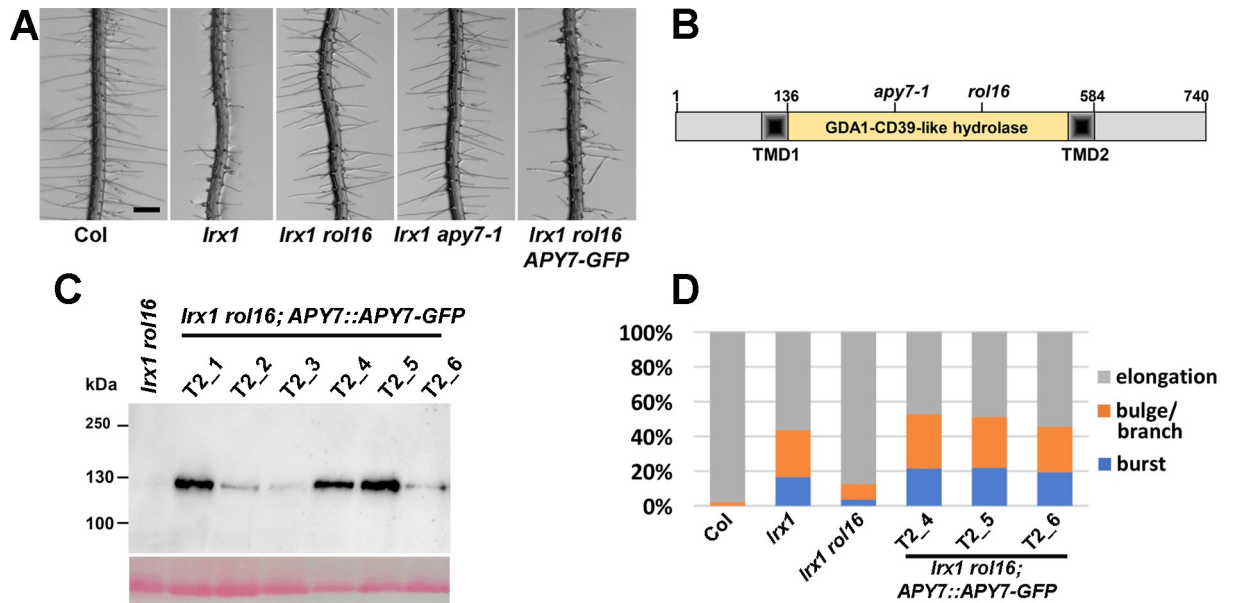 A
Col
lrx1
lrx1 rol16
lrx1 apy7-1
lrx1 rol16
APY7-GFP
B
1
136
apy7-1
rol16
584
740
GDA1-CD39-like hydrolase
TMD1
TMD2
C
lrx1 rol16
lrx1 rol16; APY7::APY7-GFP
T2_1
T2_2
T2_3
T2_4
T2_5
T2_6
kDa
250
130
100
D
100%
80%
60%
40%
20%
0%
elongation
bulge/
branch
burst
Col
lrx1
lrx1 rol16
T2_4
T2_5
T2_6
lrx1 rol16;
APY7::APY7-GFP